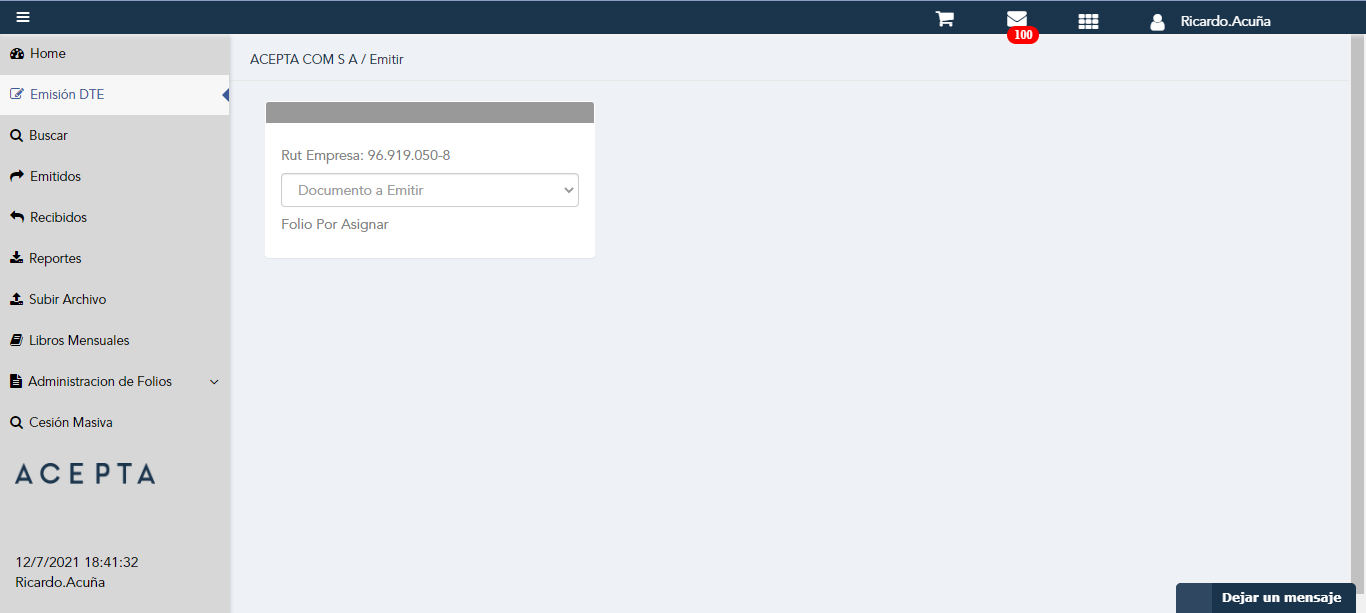 100
Ricardo.Acuña
Home
ACEPTA COM S A / Emitir
Emisión DTE
Buscar
Emitidos
Recibidos
Reportes
Subir Archivo
Libros Mensuales
Administracion de Folios
Cesión Masiva
ACEPTA
12/7/2021 18:41:32
Ricardo.Acuña
Rut Empresa: 96.919.050-8
Documento a Emitir
Folio Por Asignar
Dejar un mensaje